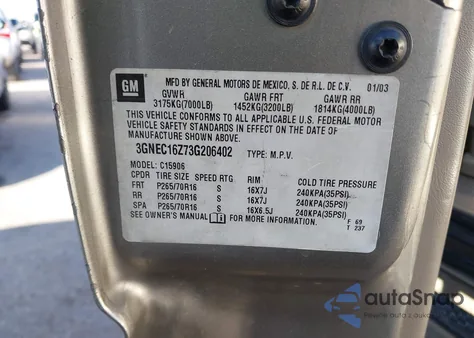 GM
MFD BY GENERAL MOTORS DE MEXICO, S. DE R.L. DE C.V. 01/03
GVWR GAWR FRT GAWR RR
3175KG(7000LB) 1452KG(3200LB) 1814KG(4000LB)
THIS VEHICLE CONFORMS TO ALL APPLICABLE U.S. FEDERAL MOTOR
VEHICLE SAFETY STANDARDS IN EFFECT ON THE DATE OF
MANUFACTURE SHOWN ABOVE.
3GNEC16Z73G206402 TYPE: M.P.V.
MODEL: C15906
CPDR TIRE SIZE SPEED RTG RIM COLD TIRE PRESSURE
FRT P265/70R16 S 16X7J 240KPA(35PSI)
RR P265/70R16 S 16X7J 240KPA(35PSI)
SPA P265/70R16 S 16X6.5J 240KPA(35PSI)
SEE OWNER'S MANUAL FOR MORE INFORMATION. F 69
T 237
autoSnap